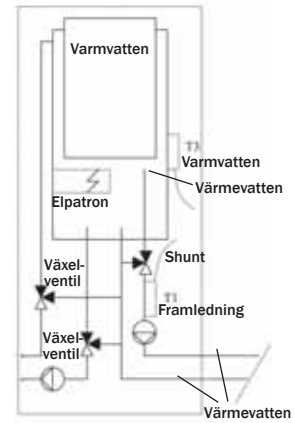 Varmvatten
T3
Varmvatten
Värmevatten
Elpatron
Shunt
Växel-
ventil
T1
Framledning
Växel-
ventil
Värmevatten